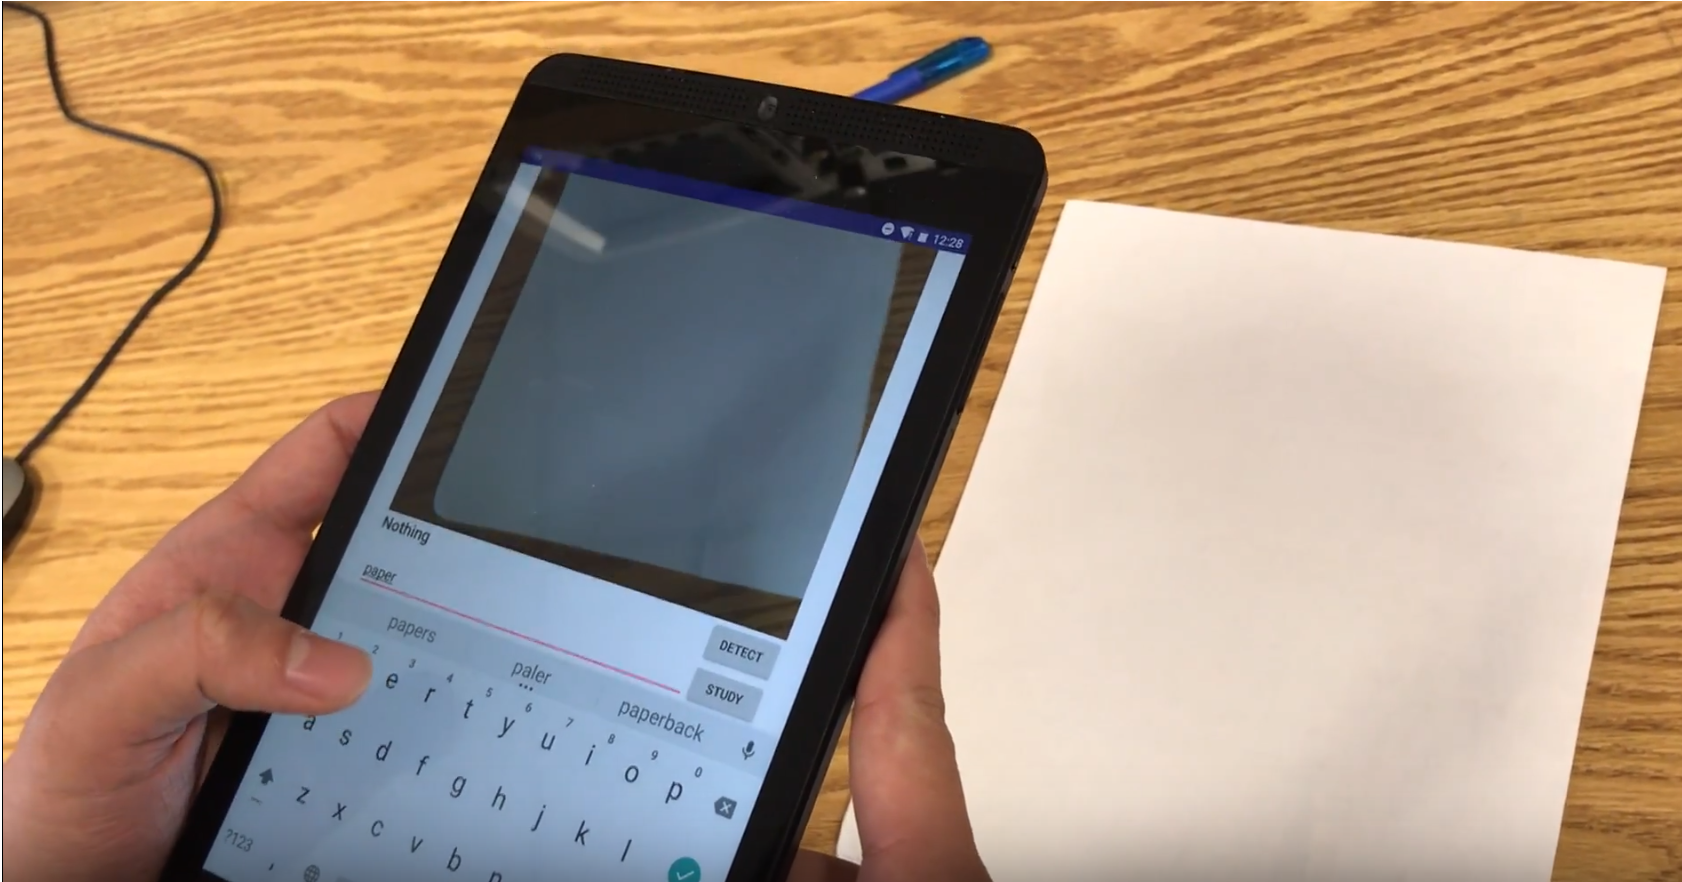 12:28
Nothing
paper
DETECT
STUDY
papers paler paperback
1 2 3 4 5 6 7 8 9 0
e r t y u i o p
a s d f g h j k l
z x c v b n
?123 ,